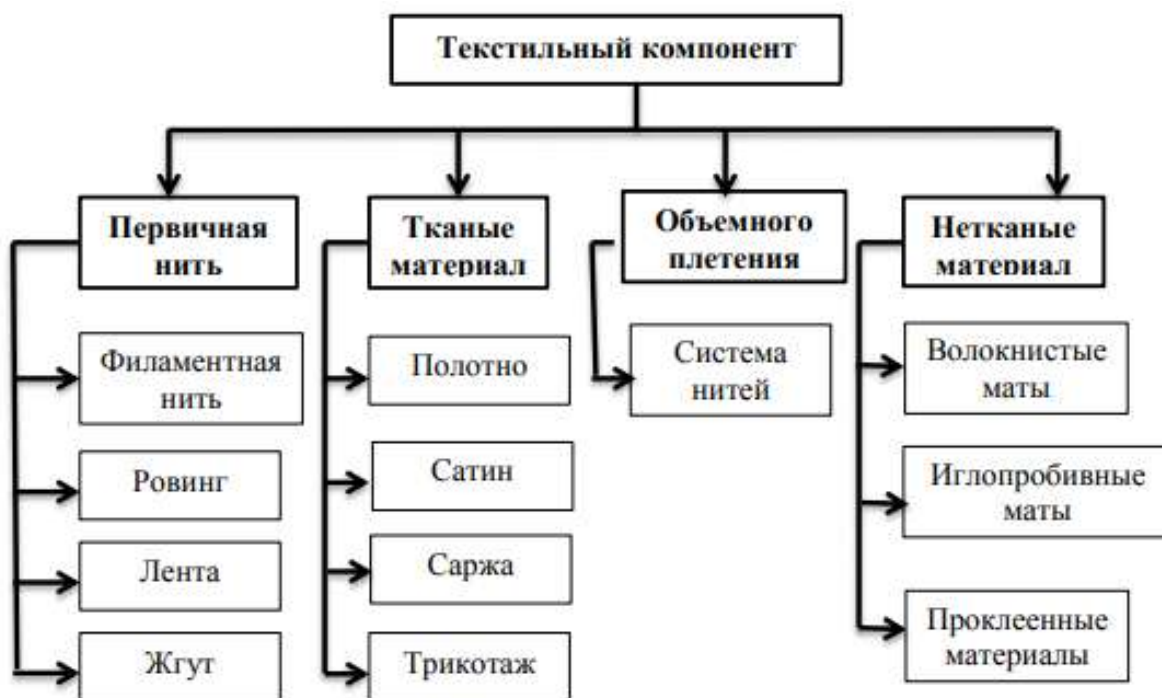 Текстильный компонент
Первичная
нить
Филаментная
нить
Ровинг
Лента
Жгут
Тканые
материал
Полотно
Сатин
Саржа
Трикотаж
Объемного
плетения
Система
нитей
Нетканые
материал
Волокнистые
маты
Иглопробивные
маты
Проклеенные
материалы